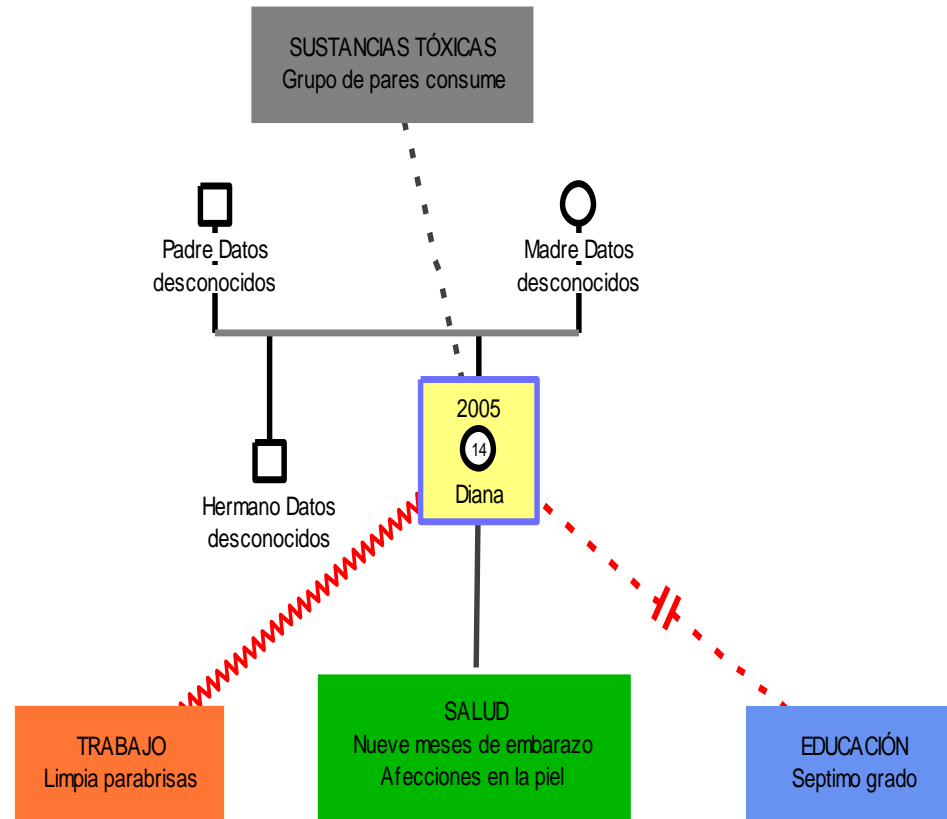 SUSTANCIAS TÓXICAS
Grupo de pares consume
Padre Datos
desconocidos
Madre Datos
desconocidos
2005
14
Diana
Hermano Datos
desconocidos
TRABAJO
Limpia parabrisas
SALUD
Nueve meses de embarazo
Afecciones en la piel
EDUCACIÓN
Septimo grado